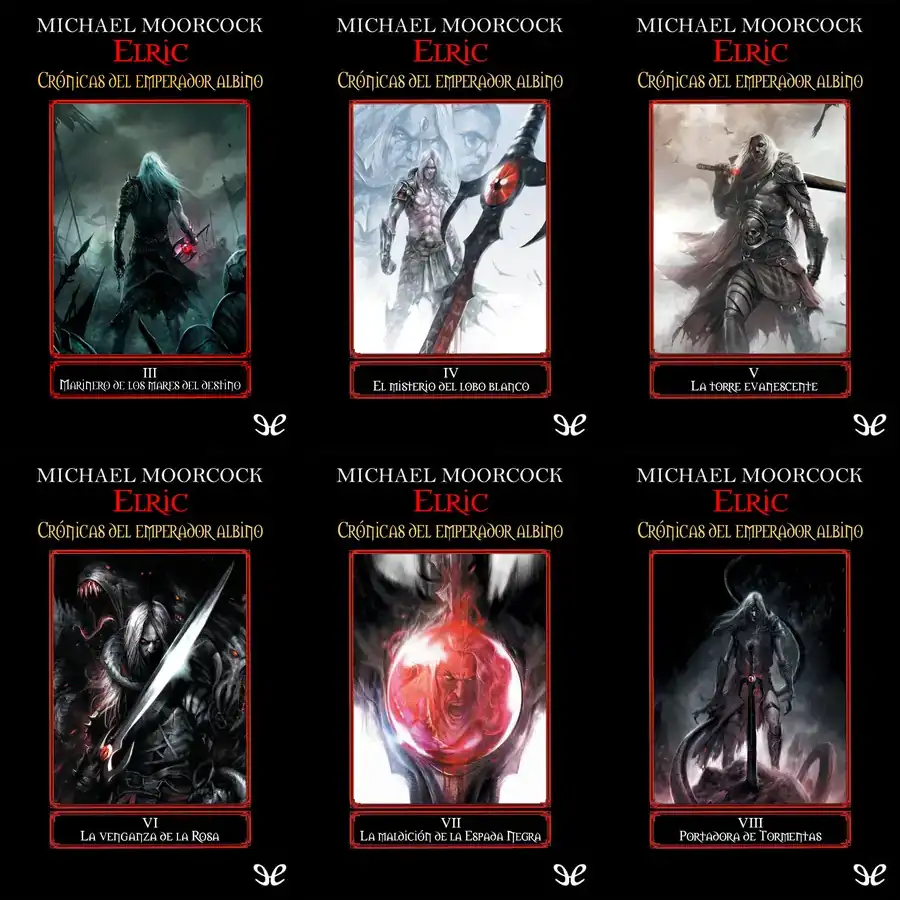 MICHAEL MOORCOCK
Elric
Crónicas del emperador albino
III
Marinero de los mares del destino
MICHAEL MOORCOCK
Elric
Crónicas del emperador albino
IV
El misterio del lobo blanco
MICHAEL MOORCOCK
Elric
Crónicas del emperador albino
V
La torre evanescente
MICHAEL MOORCOCK
Elric
Crónicas del emperador albino
VI
La venganza de la Rosa
MICHAEL MOORCOCK
Elric
Crónicas del emperador albino
VII
La maldición de la Espada Negra
MICHAEL MOORCOCK
Elric
Crónicas del emperador albino
VIII
Portadora de Tormentas